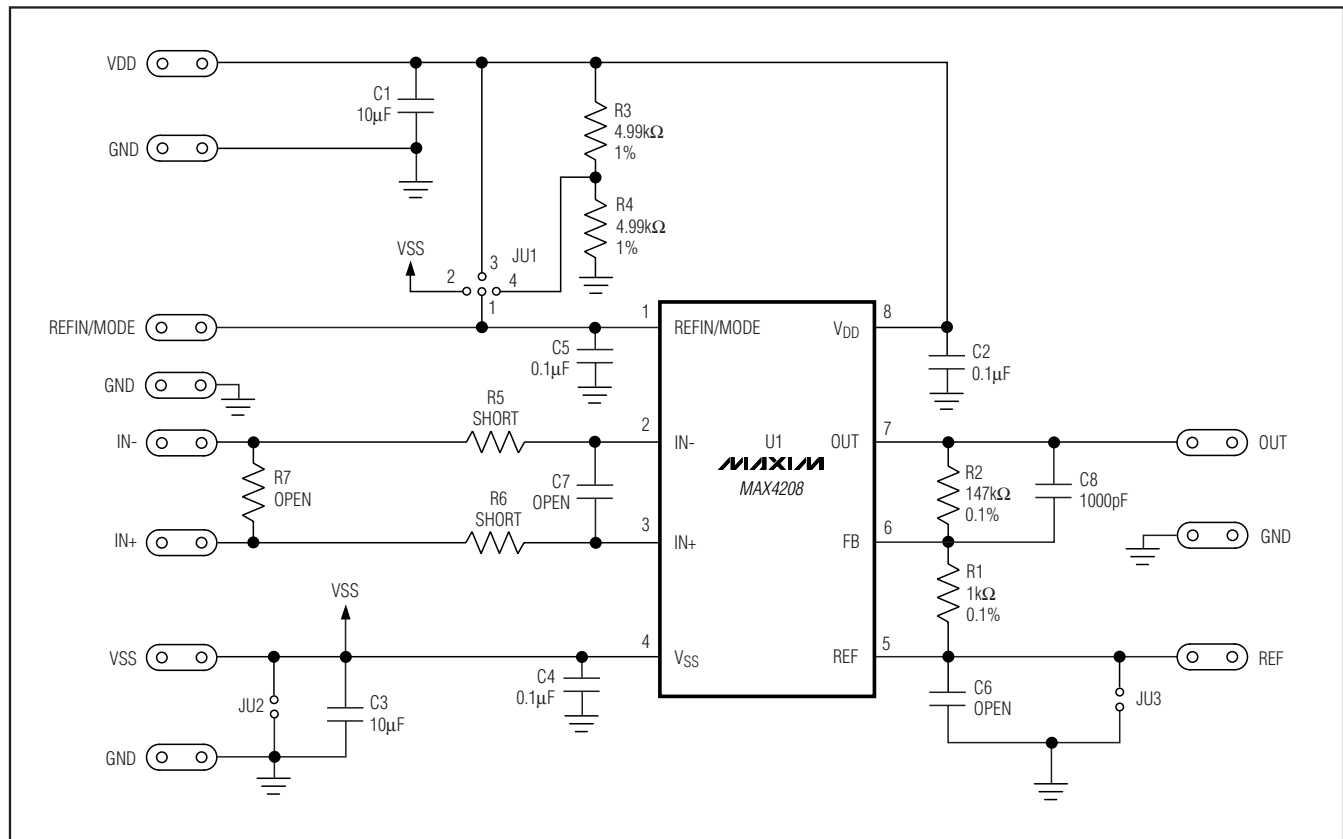 VDD
C1
10µF
R3
4.99kΩ
1%
GND
R4
4.99kΩ
1%
VSS
JU1
3
2
4
1
REFIN/MODE
1
REFIN/MODE
VDD
8
C5
0.1µF
C2
0.1µF
GND
R5
SHORT
IN-
2
IN-
U1
MAXIM
MAX4208
OUT
7
OUT
R7
OPEN
C7
OPEN
R2
147kΩ
0.1%
C8
1000pF
R6
SHORT
IN+
3
IN+
FB
6
GND
R1
1kΩ
0.1%
VSS
VSS
4
VSS
REF
5
REF
C4
0.1µF
JU2
C3
10µF
C6
OPEN
JU3
GND